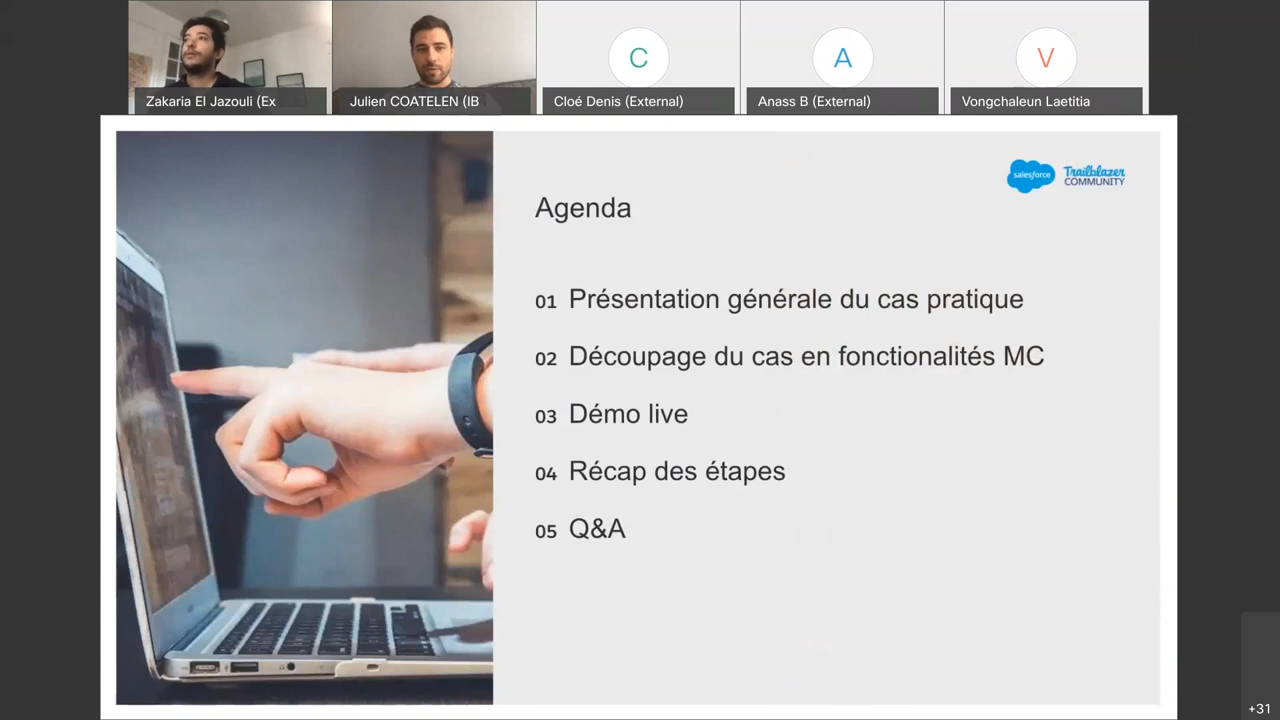 Zakaria El Jazouli (Ex
Julien COATELEN (IB
C
Cloé Denis (External)
A
Anass B (External)
V
Vongchaleun Laetitia
salesforce
Trailblazer
COMMUNITY
Agenda
01 Présentation générale du cas pratique
02 Découpage du cas en fonctionalités MC
03 Démo live
04 Récap des étapes
05 Q&A
+31